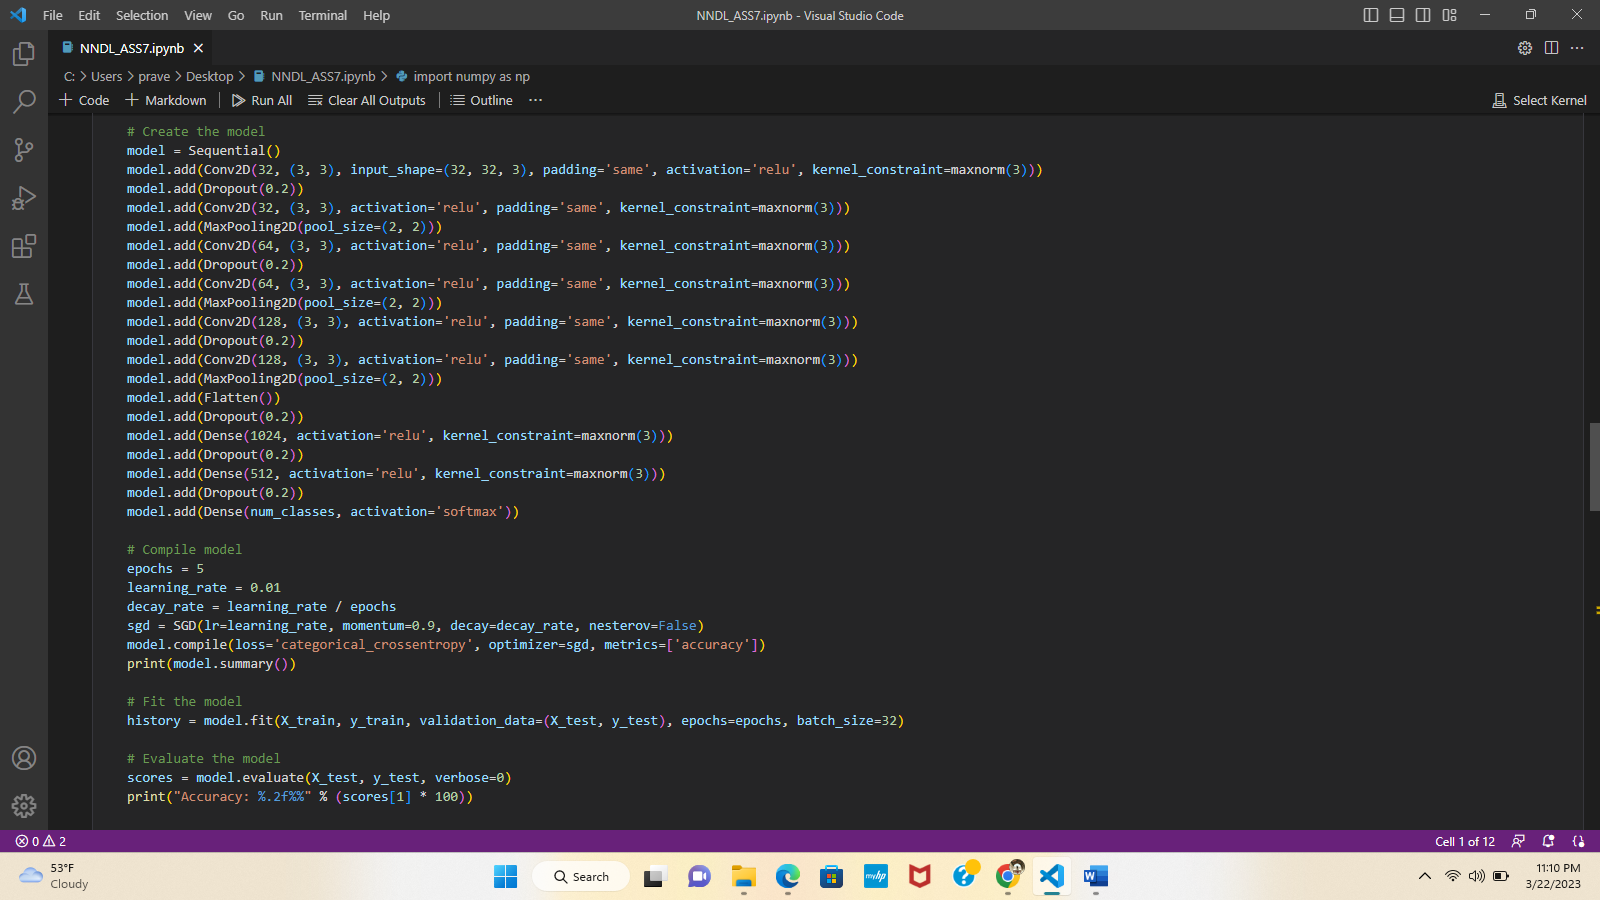 File Edit Selection View Go Run Terminal Help NNDL_ASS7.ipynb - Visual Studio Code
NNDL_ASS7.ipynb
C: > Users > prave > Desktop > NNDL_ASS7.ipynb > import numpy as np
+ Code + Markdown | Run All Clear All Outputs | Outline ··· Select Kernel
# Create the model
model = Sequential()
model.add(Conv2D(32, (3, 3), input_shape=(32, 32, 3), padding='same', activation='relu', kernel_constraint=maxnorm(3)))
model.add(Dropout(0.2))
model.add(Conv2D(32, (3, 3), activation='relu', padding='same', kernel_constraint=maxnorm(3)))
model.add(MaxPooling2D(pool_size=(2, 2)))
model.add(Conv2D(64, (3, 3), activation='relu', padding='same', kernel_constraint=maxnorm(3)))
model.add(Dropout(0.2))
model.add(Conv2D(64, (3, 3), activation='relu', padding='same', kernel_constraint=maxnorm(3)))
model.add(MaxPooling2D(pool_size=(2, 2)))
model.add(Conv2D(128, (3, 3), activation='relu', padding='same', kernel_constraint=maxnorm(3)))
model.add(Dropout(0.2))
model.add(Conv2D(128, (3, 3), activation='relu', padding='same', kernel_constraint=maxnorm(3)))
model.add(MaxPooling2D(pool_size=(2, 2)))
model.add(Flatten())
model.add(Dropout(0.2))
model.add(Dense(1024, activation='relu', kernel_constraint=maxnorm(3)))
model.add(Dropout(0.2))
model.add(Dense(512, activation='relu', kernel_constraint=maxnorm(3)))
model.add(Dropout(0.2))
model.add(Dense(num_classes, activation='softmax'))
# Compile model
epochs = 5
learning_rate = 0.01
decay_rate = learning_rate / epochs
sgd = SGD(lr=learning_rate, momentum=0.9, decay=decay_rate, nesterov=False)
model.compile(loss='categorical_crossentropy', optimizer=sgd, metrics=['accuracy'])
print(model.summary())
# Fit the model
history = model.fit(X_train, y_train, validation_data=(X_test, y_test), epochs=epochs, batch_size=32)
# Evaluate the model
scores = model.evaluate(X_test, y_test, verbose=0)
print("Accuracy: %.2f%%" % (scores[1] * 100))
0 2 Cell 1 of 12
53°F
Cloudy
Search
myhp
11:10 PM
3/22/2023